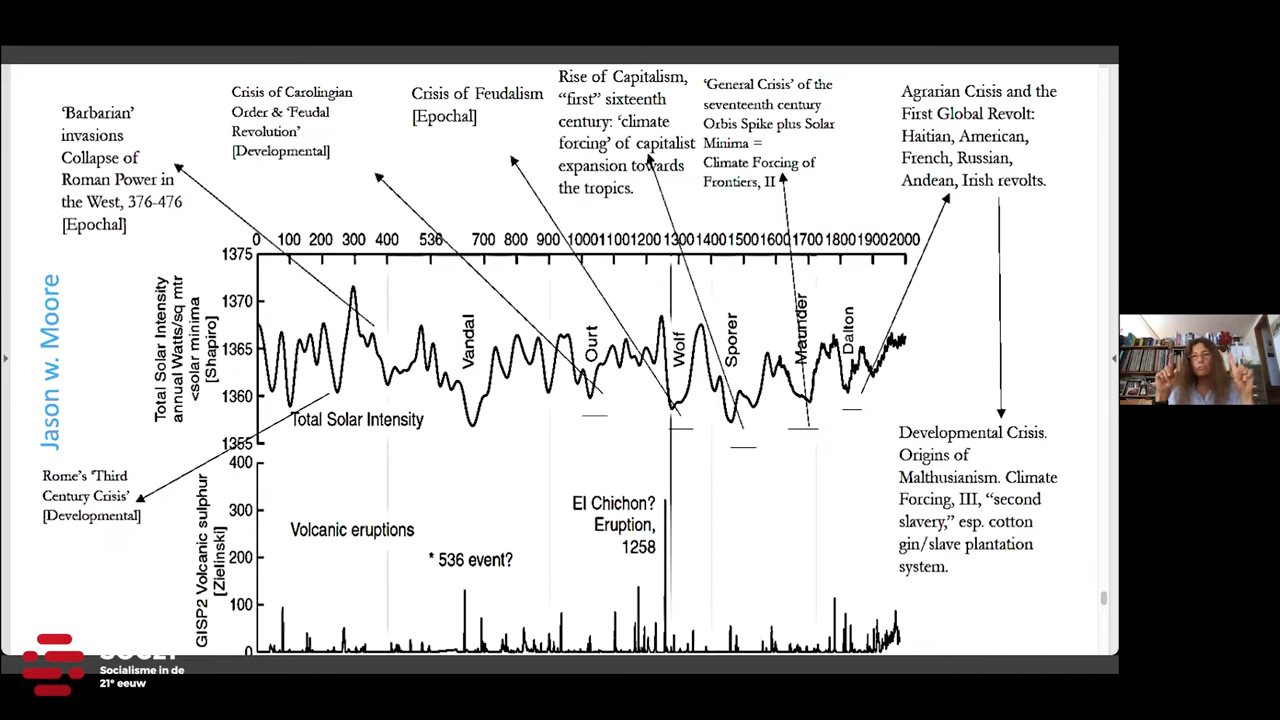 'Barbarian'
invasions
Collapse of
Roman Power in
the West, 376-476
[Epochal]
Crisis of Carolingian
Order & 'Feudal
Revolution'
[Developmental]
Crisis of Feudalism
[Epochal]
Rise of Capitalism,
"first" sixteenth
century: 'climate
forcing' of capitalist
expansion towards
the tropics.
'General Crisis' of the
seventeenth century
Orbis Spike plus Solar
Minima =
Climate Forcing of
Frontiers, II
Agrarian Crisis and the
First Global Revolt:
Haitian, American,
French, Russian,
Andean, Irish revolts.
0 100 200 300 400 536 700 800 900 1000 1100 1200 1300 1400 1500 1600 1700 1800 1900 2000
Jason w. Moore
Total Solar Intensity
annual Watts/sq mtr
<solar minima
[Shapiro]
1375
1370
1365
1360
1355
Vandal
Ourt
Wolf
Sporer
Maunder
Dalton
Total Solar Intensity
Rome's 'Third
Century Crisis'
[Developmental]
GISP2 Volcanic sulphur
[Zielinski]
400
300
200
100
0
Volcanic eruptions
* 536 event?
El Chichon?
Eruption,
1258
Developmental Crisis.
Origins of
Malthusianism. Climate
Forcing, III, "second
slavery," esp. cotton
gin/slave plantation
system.
Socialisme in de
21e eeuw